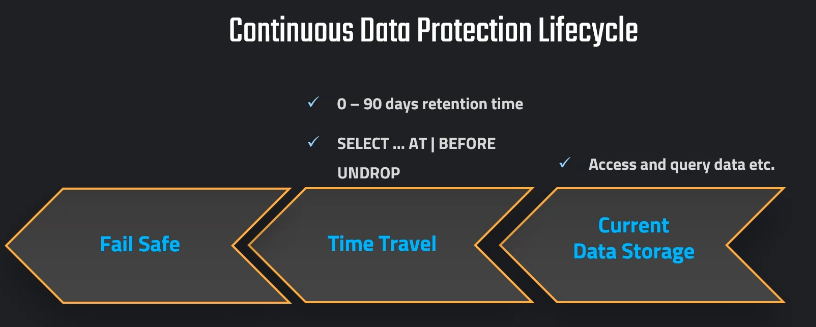 Continuous Data Protection Lifecycle
✓ 0 – 90 days retention time
✓ SELECT … AT | BEFORE
UNDROP
✓ Access and query data etc.
Fail Safe
Time Travel
Current
Data Storage